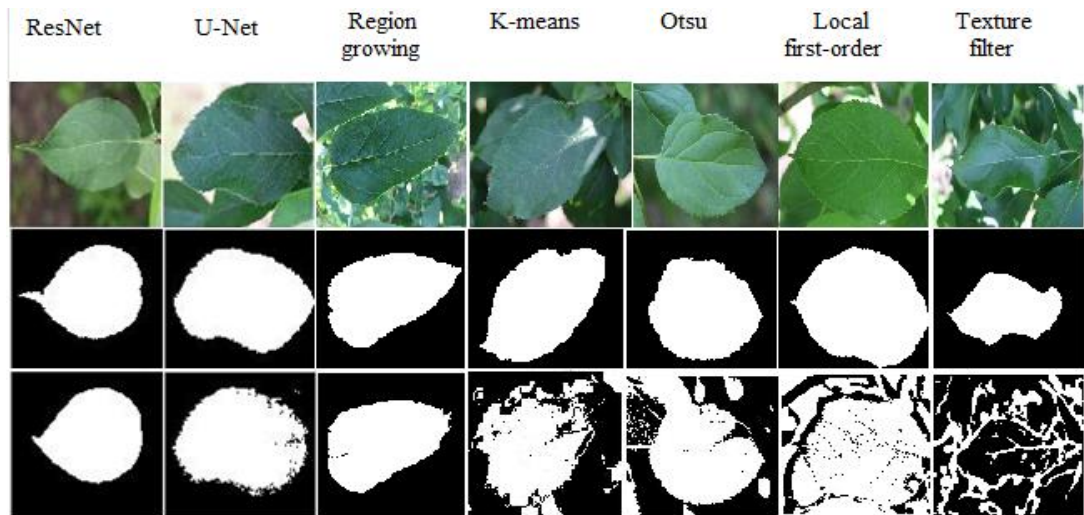 ResNet
U-Net
Region
growing
K-means
Otsu
Local
first-order
Texture
filter